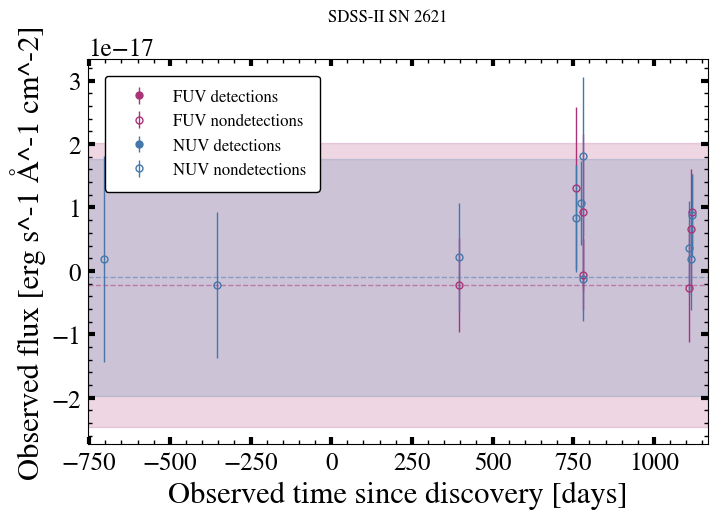 SDSS-II SN 2621
1e−17
Observed flux [erg s^-1 Å^-1 cm^-2]
3
2
1
0
−1
−2
FUV detections
FUV nondetections
NUV detections
NUV nondetections
−750 −500 −250 0 250 500 750 1000
Observed time since discovery [days]